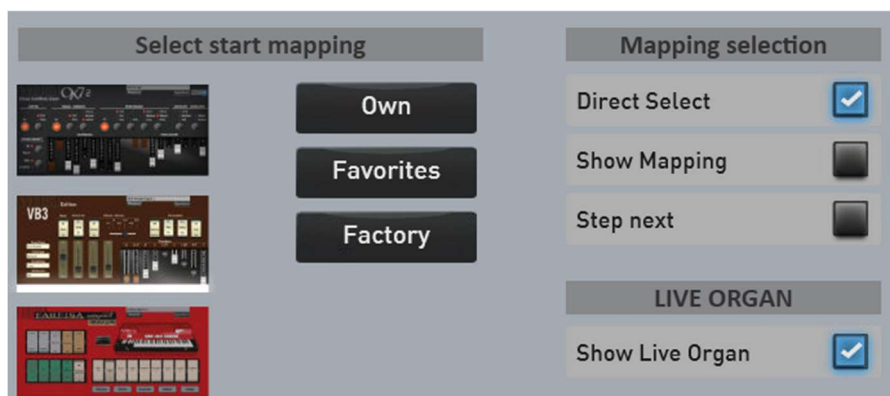 Select start mapping
Own
Favorites
Factory
VB3
FARFISA
Mapping selection
Direct Select
Show Mapping
Step next
LIVE ORGAN
Show Live Organ